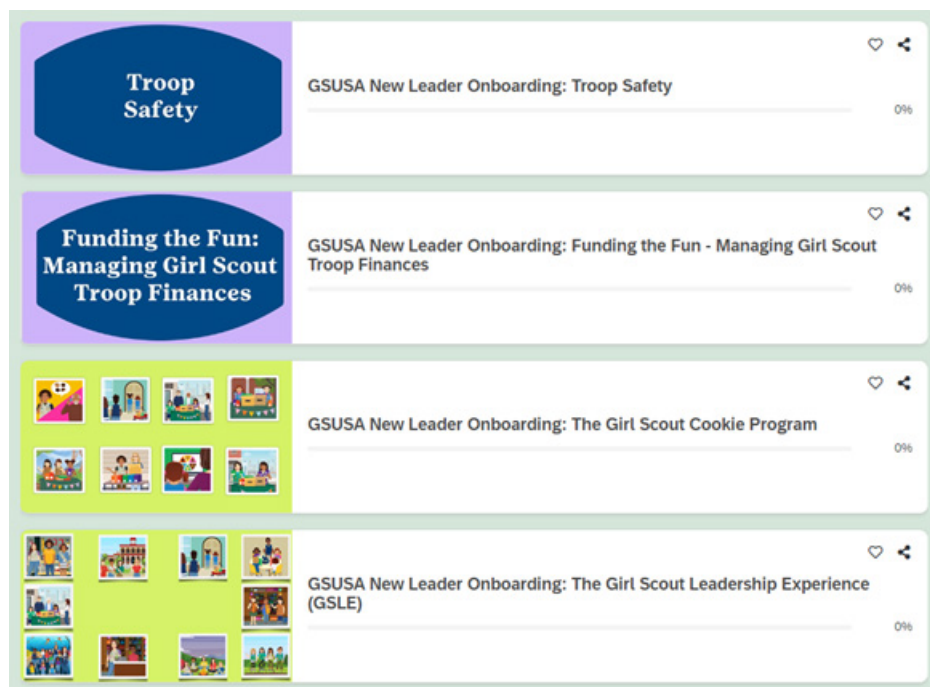 Troop
Safety
GSUSA New Leader Onboarding: Troop Safety
0%
Funding the Fun:
Managing Girl Scout
Troop Finances
GSUSA New Leader Onboarding: Funding the Fun - Managing Girl Scout
Troop Finances
0%
GSUSA New Leader Onboarding: The Girl Scout Cookie Program
0%
GSUSA New Leader Onboarding: The Girl Scout Leadership Experience
(GSLE)
0%